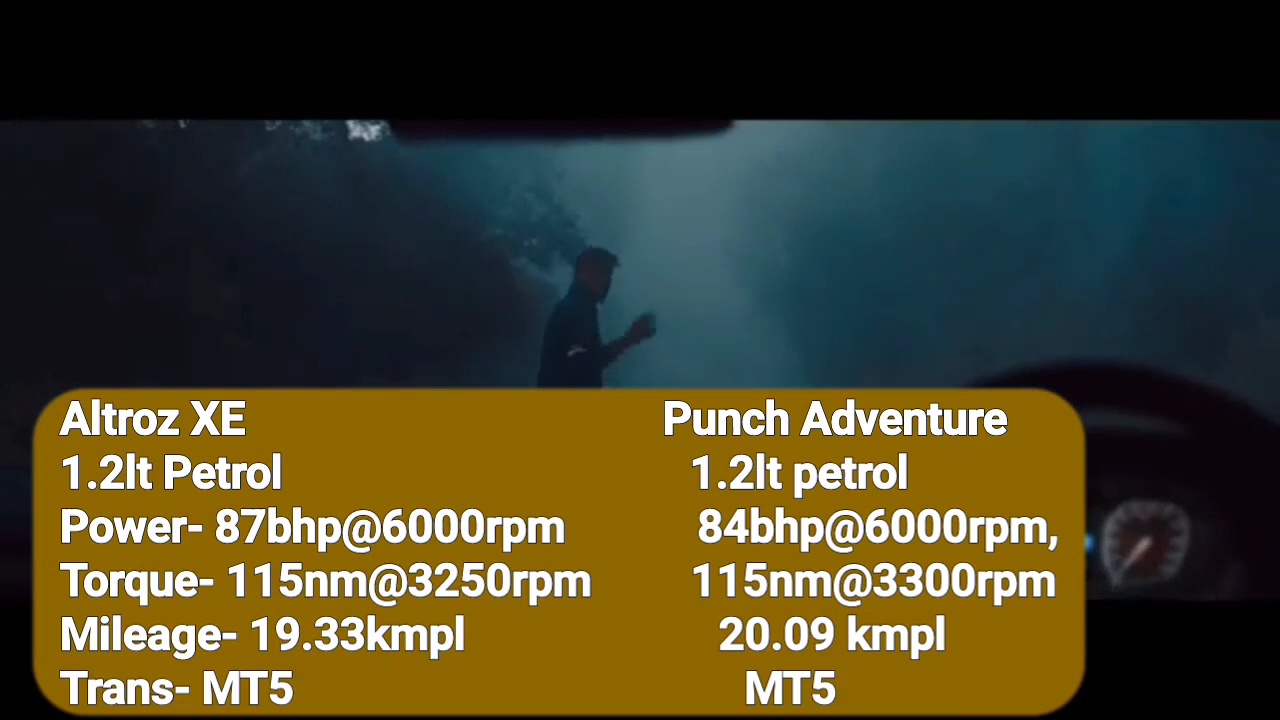 Altroz XE Punch Adventure
1.2lt Petrol 1.2lt petrol
Power- 87bhp@6000rpm 84bhp@6000rpm,
Torque- 115nm@3250rpm 115nm@3300rpm
Mileage- 19.33kmpl 20.09 kmpl
Trans- MT5 MT5